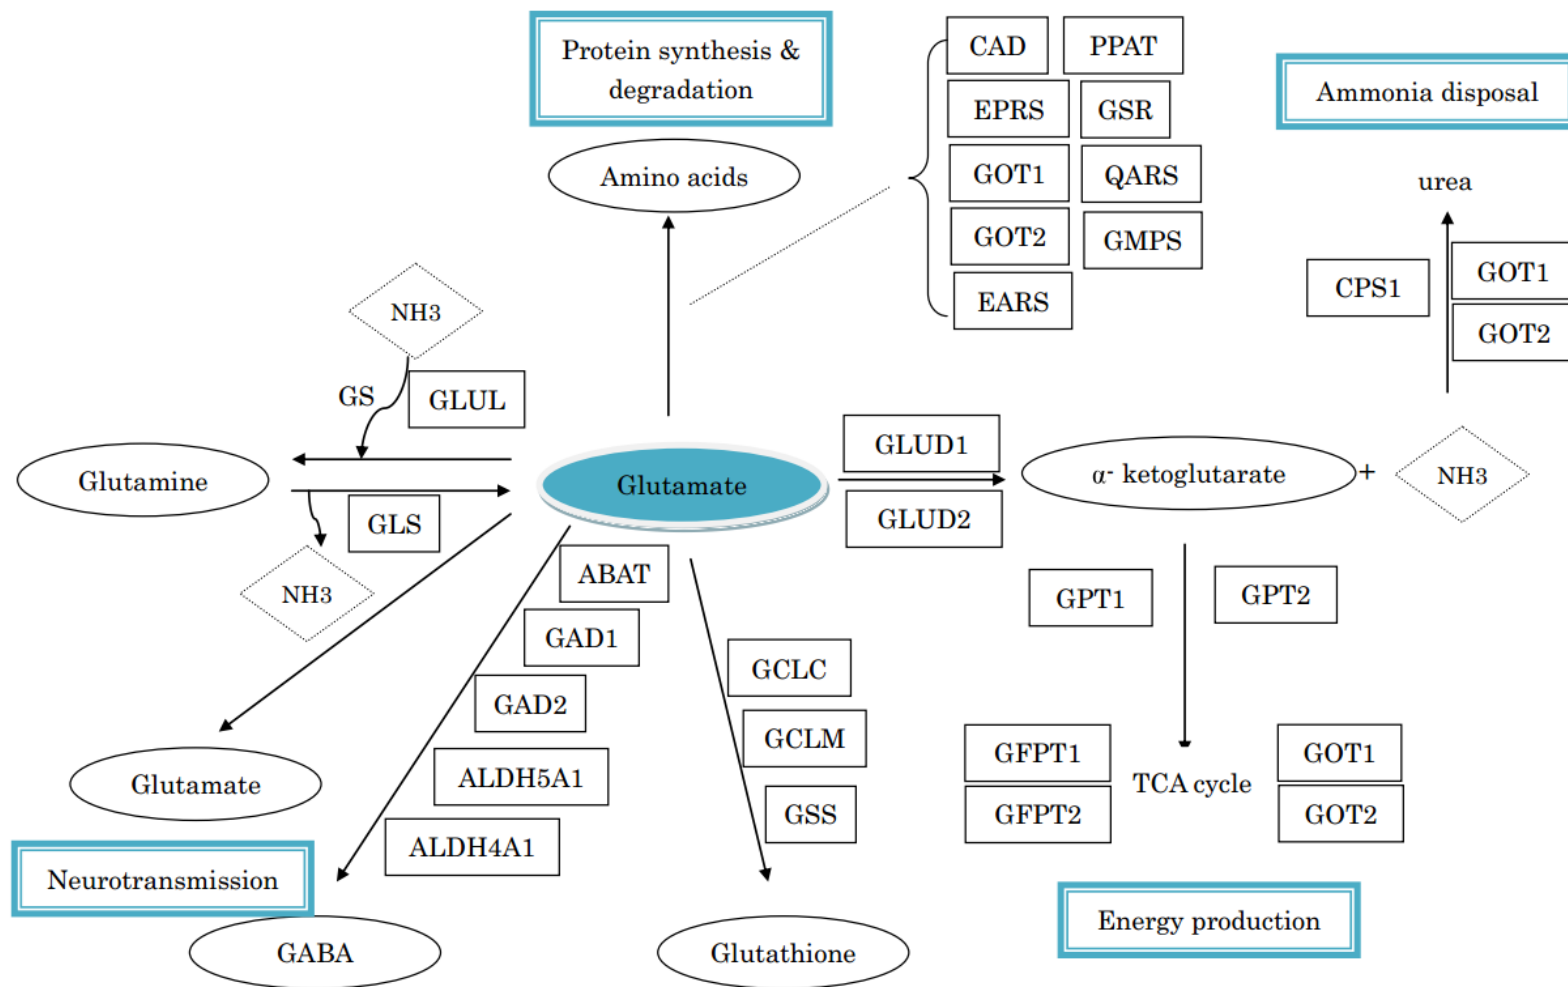 Protein synthesis &
degradation
Amino acids
CAD
PPAT
EPRS
GSR
GOT1
QARS
GOT2
GMPS
EARS
Ammonia disposal
urea
CPS1
GOT1
GOT2
NH3
GS
GLUL
Glutamine
GLS
NH3
Glutamate
GLUD1
GLUD2
α- ketoglutarate
+
NH3
GPT1
GPT2
ABAT
GAD1
GAD2
ALDH5A1
ALDH4A1
GCLC
GCLM
GSS
GFPT1
GFPT2
TCA cycle
GOT1
GOT2
Glutamate
Neurotransmission
GABA
Glutathione
Energy production